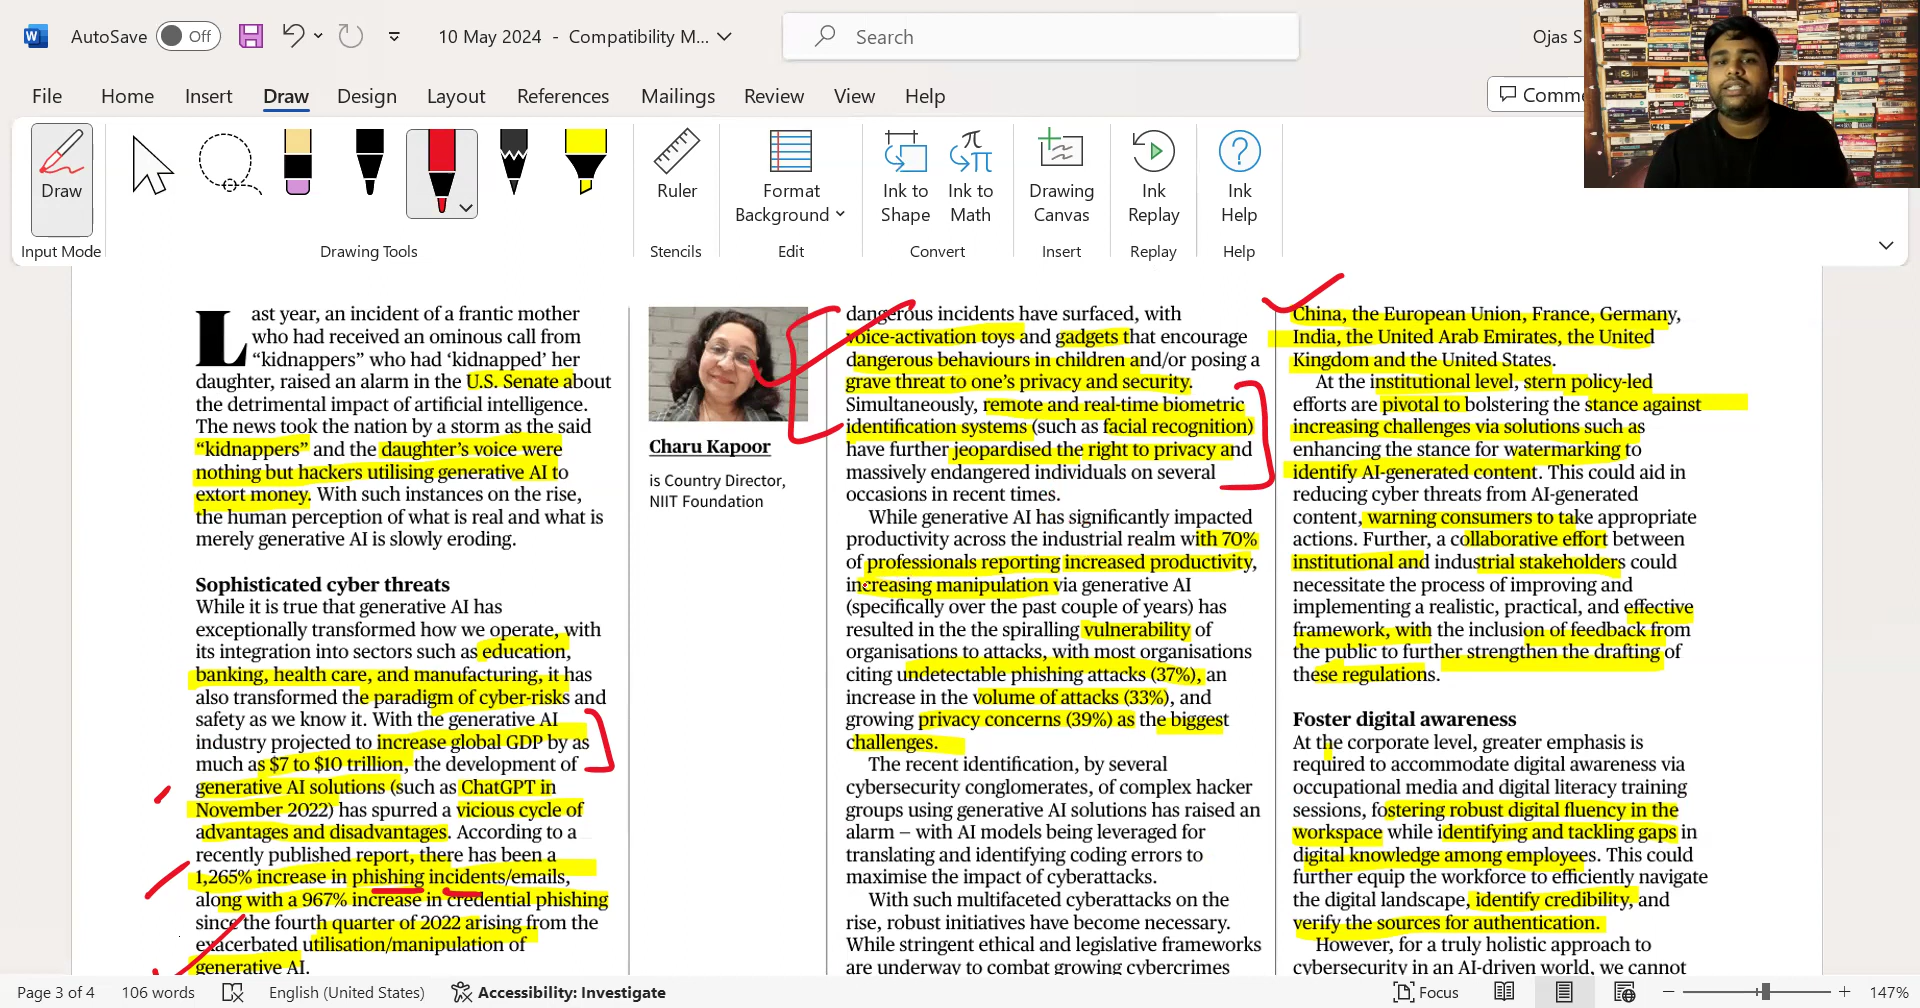 AutoSave Off 10 May 2024 - Compatibility M... Search Ojas S
File Home Insert Draw Design Layout References Mailings Review View Help Comme
Draw
Ruler
Format Background
Ink to Shape
Ink to Math
Drawing Canvas
Ink Replay
Ink Help
Input Mode Drawing Tools Stencils Edit Convert Insert Replay Help
Last year, an incident of a frantic mother
who had received an ominous call from
“kidnappers” who had ‘kidnapped’ her
daughter, raised an alarm in the U.S. Senate about
the detrimental impact of artificial intelligence.
The news took the nation by a storm as the said
“kidnappers” and the daughter’s voice were
nothing but hackers utilising generative AI to
extort money. With such instances on the rise,
the human perception of what is real and what is
merely generative AI is slowly eroding.
Sophisticated cyber threats
While it is true that generative AI has
exceptionally transformed how we operate, with
its integration into sectors such as education,
banking, health care, and manufacturing, it has
also transformed the paradigm of cyber-risks and
safety as we know it. With the generative AI
industry projected to increase global GDP by as
much as $7 to $10 trillion, the development of
generative AI solutions (such as ChatGPT in
November 2022) has spurred a vicious cycle of
advantages and disadvantages. According to a
recently published report, there has been a
1,265% increase in phishing incidents/emails,
along with a 967% increase in credential phishing
since the fourth quarter of 2022 arising from the
exacerbated utilisation/manipulation of
generative AI.
Charu Kapoor
is Country Director,
NIIT Foundation
dangerous incidents have surfaced, with
voice-activation toys and gadgets that encourage
dangerous behaviours in children and/or posing a
grave threat to one’s privacy and security.
Simultaneously, remote and real-time biometric
identification systems (such as facial recognition)
have further jeopardised the right to privacy and
massively endangered individuals on several
occasions in recent times.
While generative AI has significantly impacted
productivity across the industrial realm with 70%
of professionals reporting increased productivity,
increasing manipulation via generative AI
(specifically over the past couple of years) has
resulted in the the spiralling vulnerability of
organisations to attacks, with most organisations
citing undetectable phishing attacks (37%), an
increase in the volume of attacks (33%), and
growing privacy concerns (39%) as the biggest
challenges.
The recent identification, by several
cybersecurity conglomerates, of complex hacker
groups using generative AI solutions has raised an
alarm — with AI models being leveraged for
translating and identifying coding errors to
maximise the impact of cyberattacks.
With such multifaceted cyberattacks on the
rise, robust initiatives have become necessary.
While stringent ethical and legislative frameworks
are underway to combat growing cybercrimes
China, the European Union, France, Germany,
India, the United Arab Emirates, the United
Kingdom and the United States.
At the institutional level, stern policy-led
efforts are pivotal to bolstering the stance against
increasing challenges via solutions such as
enhancing the stance for watermarking to
identify AI-generated content. This could aid in
reducing cyber threats from AI-generated
content, warning consumers to take appropriate
actions. Further, a collaborative effort between
institutional and industrial stakeholders could
necessitate the process of improving and
implementing a realistic, practical, and effective
framework, with the inclusion of feedback from
the public to further strengthen the drafting of
these regulations.
Foster digital awareness
At the corporate level, greater emphasis is
required to accommodate digital awareness via
occupational media and digital literacy training
sessions, fostering robust digital fluency in the
workspace while identifying and tackling gaps in
digital knowledge among employees. This could
further equip the workforce to efficiently navigate
the digital landscape, identify credibility, and
verify the sources for authentication.
However, for a truly holistic approach to
cybersecurity in an AI-driven world, we cannot
Page 3 of 4 106 words English (United States) Accessibility: Investigate Focus 147%